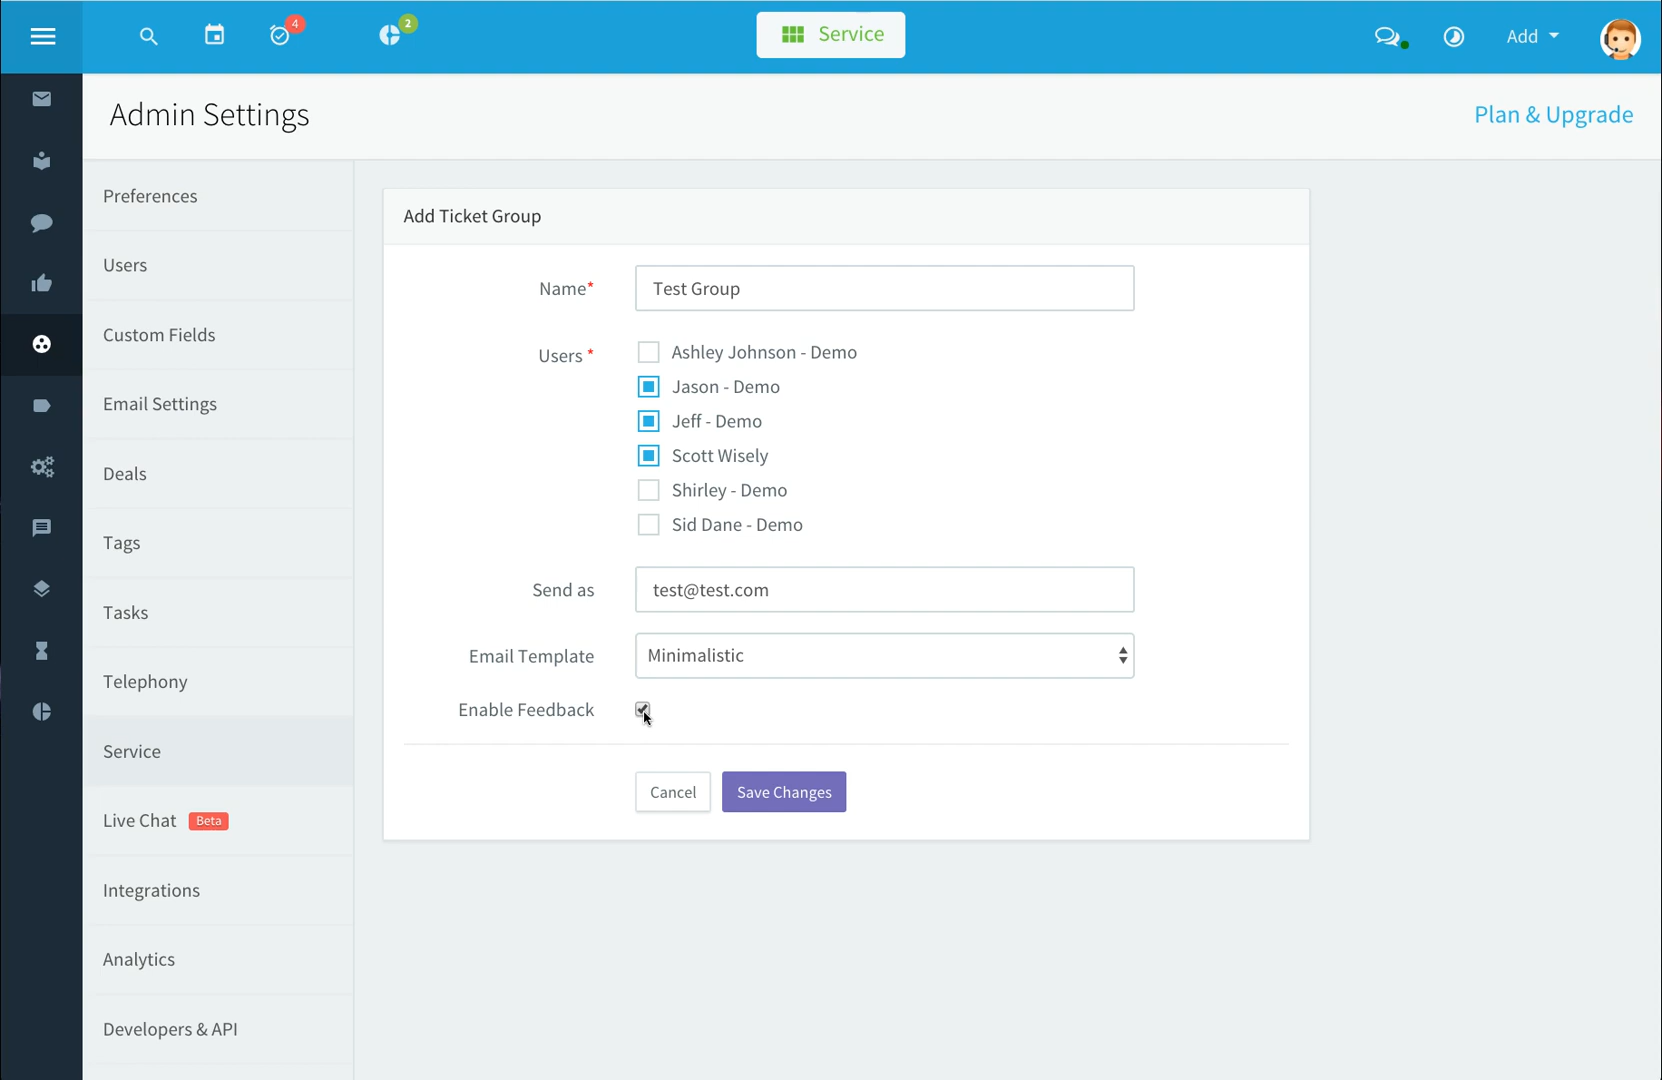 4
2
Service
Add
Admin Settings
Plan & Upgrade
Preferences
Users
Custom Fields
Email Settings
Deals
Tags
Tasks
Telephony
Service
Live Chat Beta
Integrations
Analytics
Developers & API
Add Ticket Group
Name* Test Group
Users *
Ashley Johnson - Demo
Jason - Demo
Jeff - Demo
Scott Wisely
Shirley - Demo
Sid Dane - Demo
Send as test@test.com
Email Template Minimalistic
Enable Feedback
Cancel Save Changes